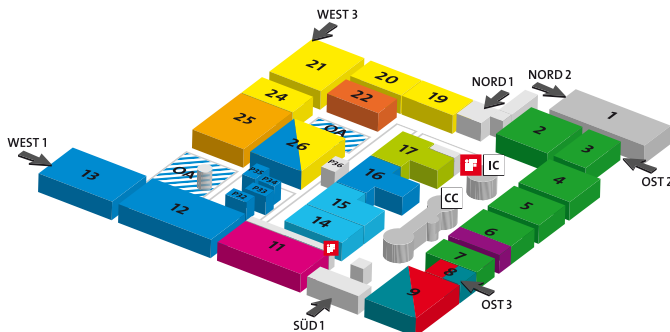 WEST 3
21
20
NORD 1
NORD 2
24
22
19
1
25
OA
2
WEST 1
26
17
3
P36
IC
OST 2
13
OA
P35
P34
16
4
P33
CC
P32
15
5
12
14
6
11
7
8
9
OST 3
SÜD 1